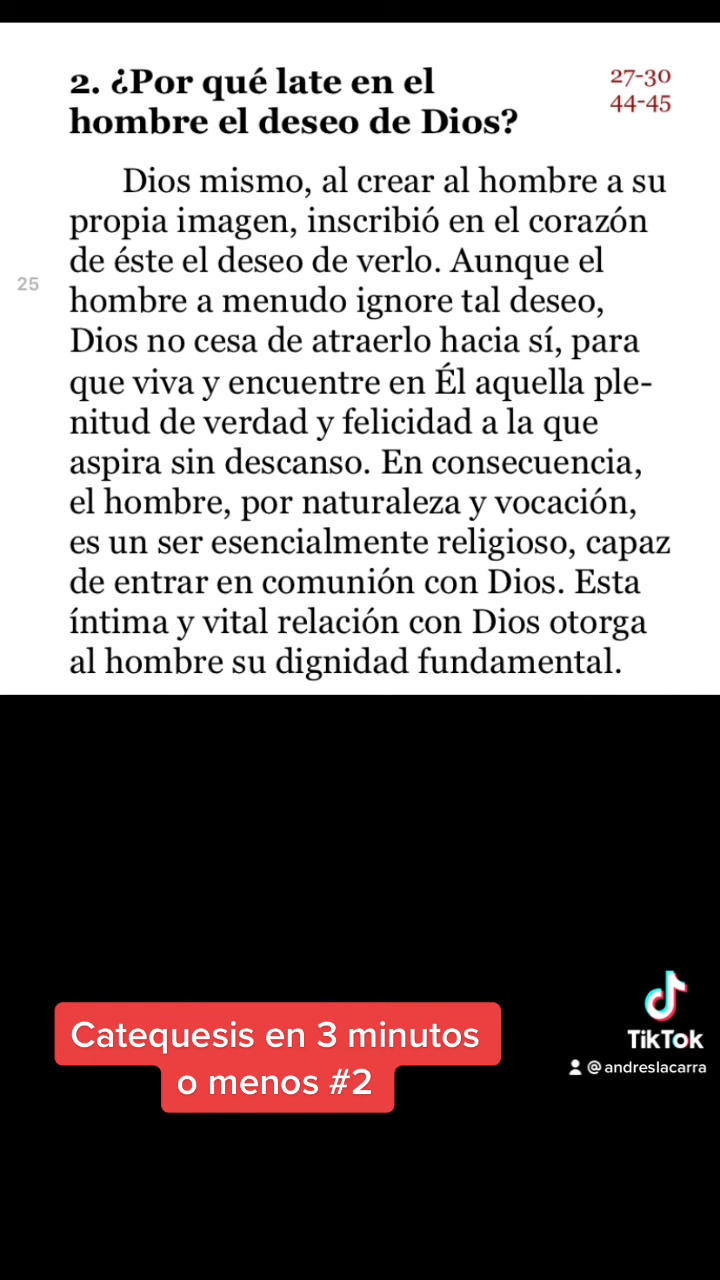 2. ¿Por qué late en el
hombre el deseo de Dios?
27-30
44-45
Dios mismo, al crear al hombre a su
propia imagen, inscribió en el corazón
de éste el deseo de verlo. Aunque el
25
hombre a menudo ignore tal deseo,
Dios no cesa de atraerlo hacia sí, para
que viva y encuentre en Él aquella ple-
nitud de verdad y felicidad a la que
aspira sin descanso. En consecuencia,
el hombre, por naturaleza y vocación,
es un ser esencialmente religioso, capaz
de entrar en comunión con Dios. Esta
íntima y vital relación con Dios otorga
al hombre su dignidad fundamental.
Catequesis en 3 minutos
o menos #2
TikTok
@andreslacarra